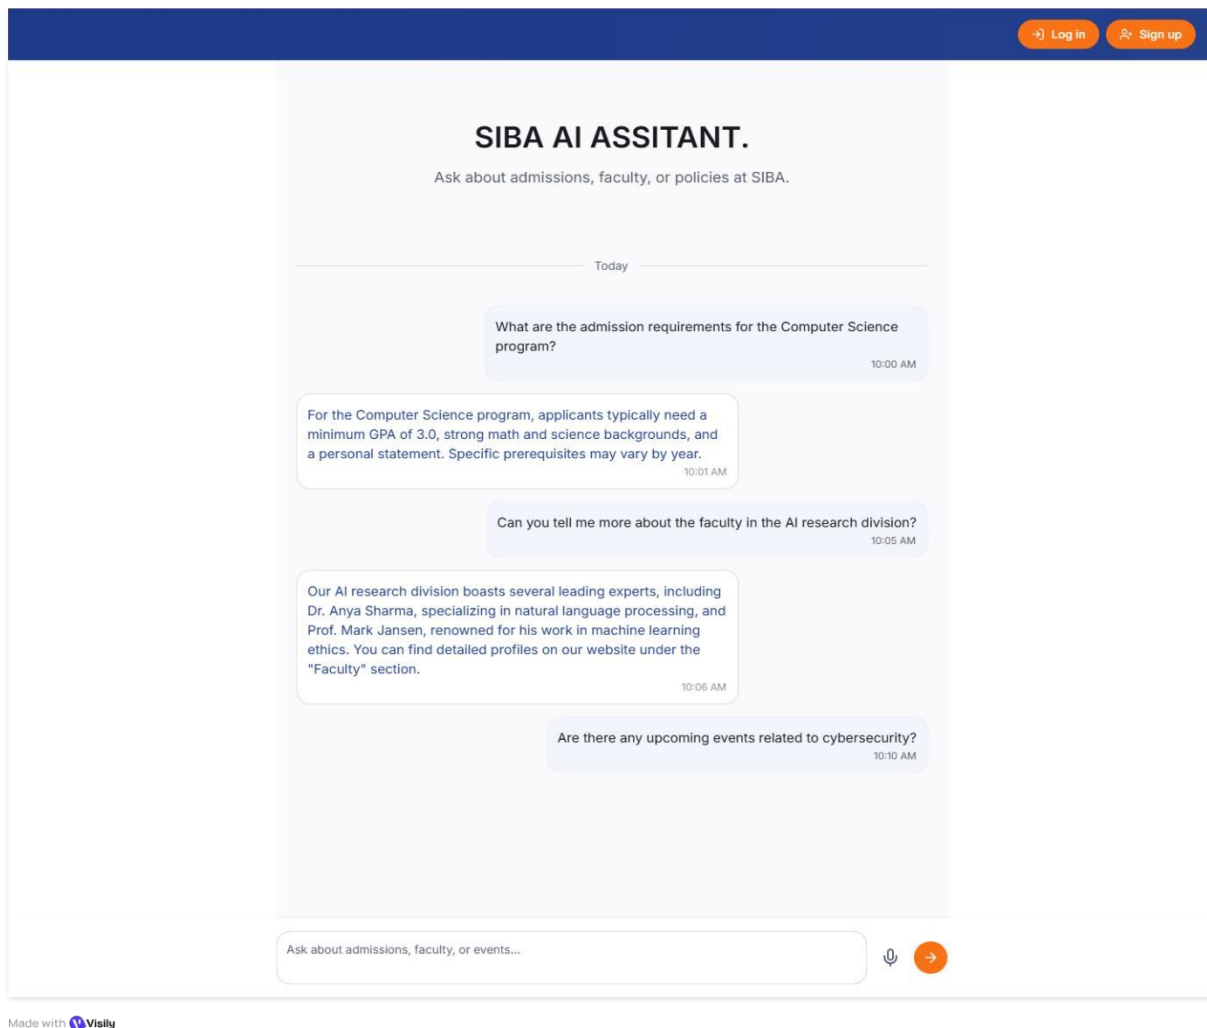 Log in
Sign up
SIBA AI ASSITANT.
Ask about admissions, faculty, or policies at SIBA.
Today
What are the admission requirements for the Computer Science
program?
10:00 AM
For the Computer Science program, applicants typically need a
minimum GPA of 3.0, strong math and science backgrounds, and
a personal statement. Specific prerequisites may vary by year.
10:01 AM
Can you tell me more about the faculty in the AI research division?
10:05 AM
Our AI research division boasts several leading experts, including
Dr. Anya Sharma, specializing in natural language processing, and
Prof. Mark Jansen, renowned for his work in machine learning
ethics. You can find detailed profiles on our website under the
"Faculty" section.
10:06 AM
Are there any upcoming events related to cybersecurity?
10:10 AM
Ask about admissions, faculty, or events...
Made with Visily